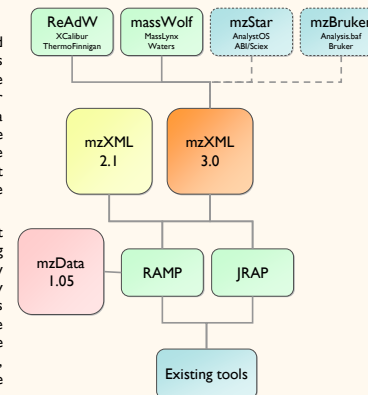 ReAdW
XCalibur
ThermoFinnigan
massWolf
MassLynx
Waters
mzStar
AnalystOS
ABI/Sciex
mzBruker
Analysis.baf
Bruker
mzXML
2.1
mzXML
3.0
mzData
1.05
RAMP
JRAP
Existing tools